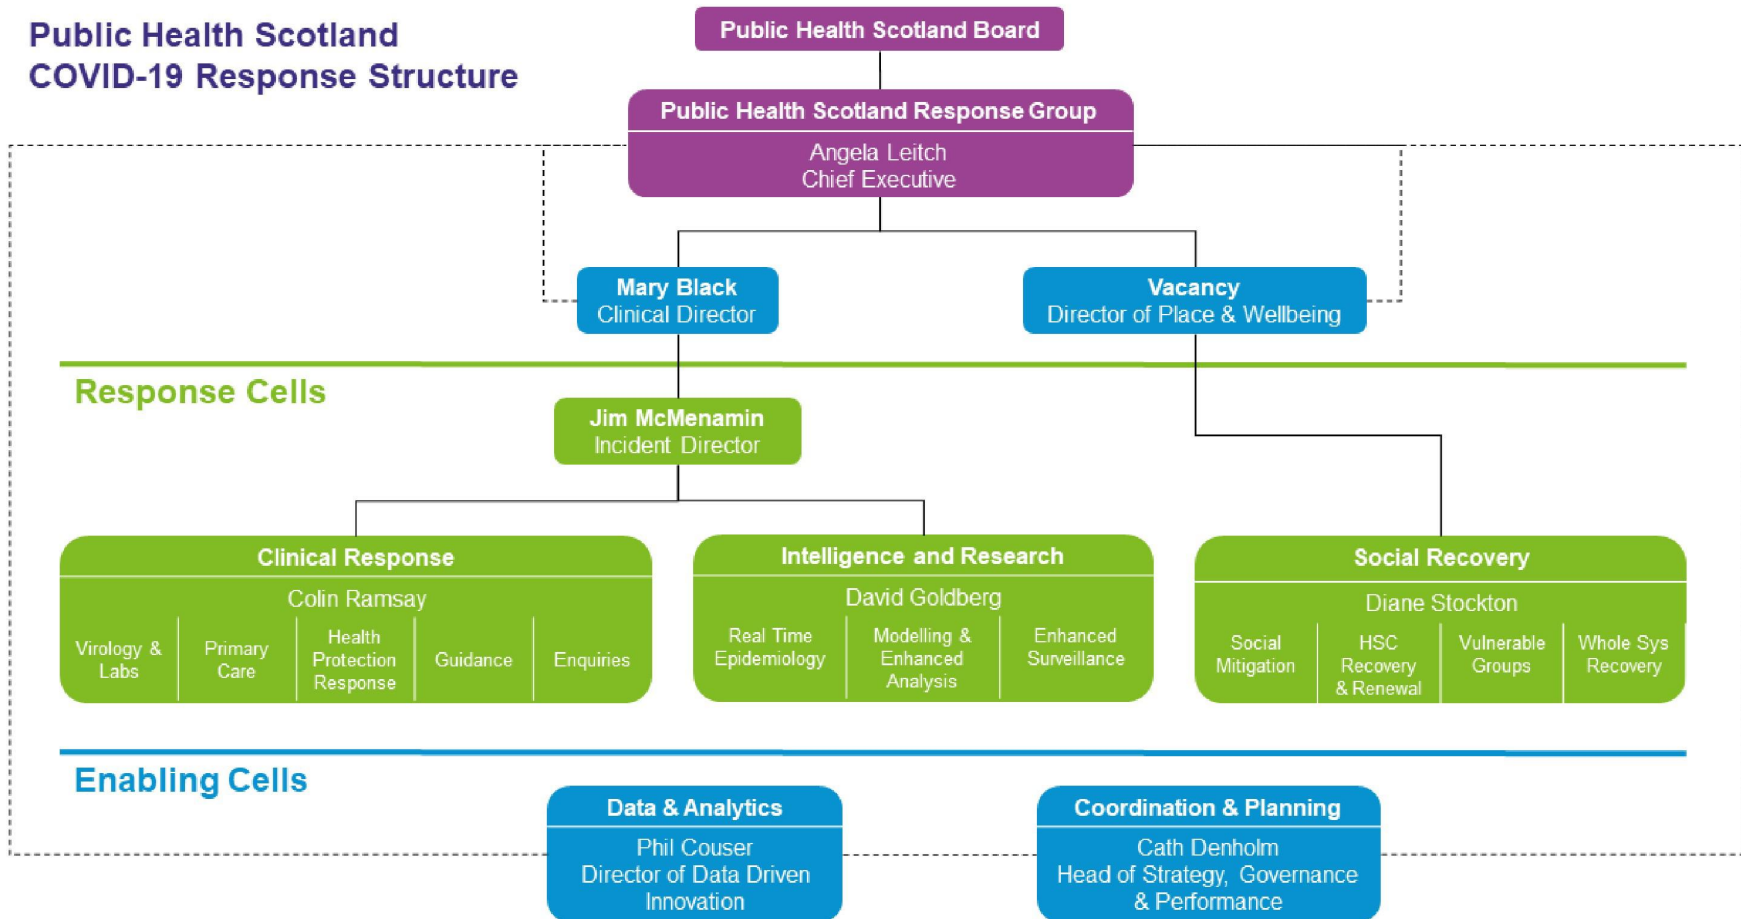 Public Health Scotland
COVID-19 Response Structure
Public Health Scotland Board
Public Health Scotland Response Group
Angela Leitch
Chief Executive
Mary Black
Clinical Director
Vacancy
Director of Place & Wellbeing
Response Cells
Jim McMenamin
Incident Director
Clinical Response
Colin Ramsay
Virology &
Labs
Primary
Care
Health
Protection
Response
Guidance
Enquiries
Intelligence and Research
David Goldberg
Real Time
Epidemiology
Modelling &
Enhanced
Analysis
Enhanced
Surveillance
Social Recovery
Diane Stockton
Social
Mitigation
HSC
Recovery
& Renewal
Vulnerable
Groups
Whole Sys
Recovery
Enabling Cells
Data & Analytics
Phil Couser
Director of Data Driven
Innovation
Coordination & Planning
Cath Denholm
Head of Strategy, Governance
& Performance